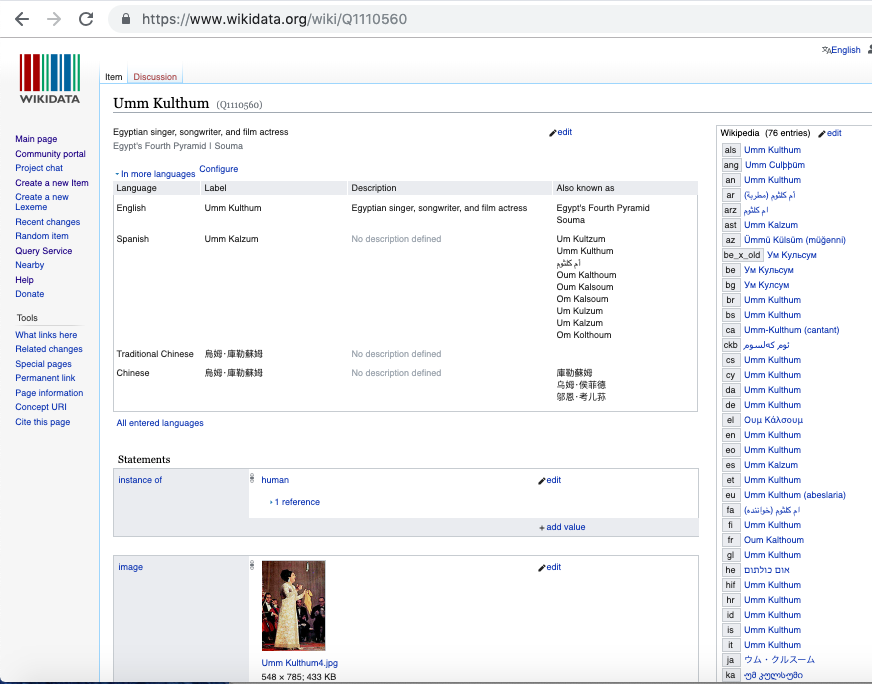 https://www.wikidata.org/wiki/Q1110560
English
WIKIDATA
Main page
Community portal
Project chat
Create a new Item
Create a new
Lexeme
Recent changes
Random item
Query Service
Nearby
Help
Donate
Tools
What links here
Related changes
Special pages
Permanent link
Page information
Concept URI
Cite this page
Item Discussion
Umm Kulthum (Q1110560)
Egyptian singer, songwriter, and film actress edit
Egypt's Fourth Pyramid | Souma
In more languages Configure
Language Label Description Also known as
English Umm Kulthum Egyptian singer, songwriter, and film actress Egypt's Fourth Pyramid
Souma
Spanish Umm Kalzum No description defined Um Kultzum
Umm Kulthum
أم كلثوم
Oum Kalthoum
Oum Kalsoum
Om Kalsoum
Um Kulzum
Um Kalzum
Om Kolthoum
Traditional Chinese 烏姆·庫勒蘇姆 No description defined
Chinese 烏姆·庫勒蘇姆 No description defined 庫勒蘇姆
乌姆·侯菲德
邬恩·考儿荪
All entered languages
Statements
instance of human edit
1 reference
+ add value
image edit
Umm Kulthum4.jpg
548 × 785; 433 KB
Wikipedia (76 entries) edit
als Umm Kulthum
ang Umm Culþþūm
an Umm Kulthum
ar أم كلثوم (مطربة)
arz ام كلثوم
ast Umm Kalzum
az Ümmü Külsüm (müğənni)
be_x_old Ум Кульсум
be Ум Кульсум
bg Ум Кулсум
br Umm Kulthum
bs Umm Kulthum
ca Umm-Kulthum (cantant)
ckb ئوم کەلسووم
cs Umm Kulthum
cy Umm Kulthum
da Umm Kulthum
de Umm Kulthum
el Ουμ Κάλσουμ
en Umm Kulthum
eo Umm Kulthum
es Umm Kalzum
et Umm Kulthum
eu Umm Kulthum (abeslaria)
fa ام کلثوم (خواننده)
fi Umm Kulthum
fr Oum Kalthoum
gl Umm Kulthum
he אום כולתום
hif Umm Kulthum
hr Umm Kulthum
id Umm Kulthum
is Umm Kulthum
it Umm Kulthum
ja ウム・クルスーム
ka უმ კულსუმი